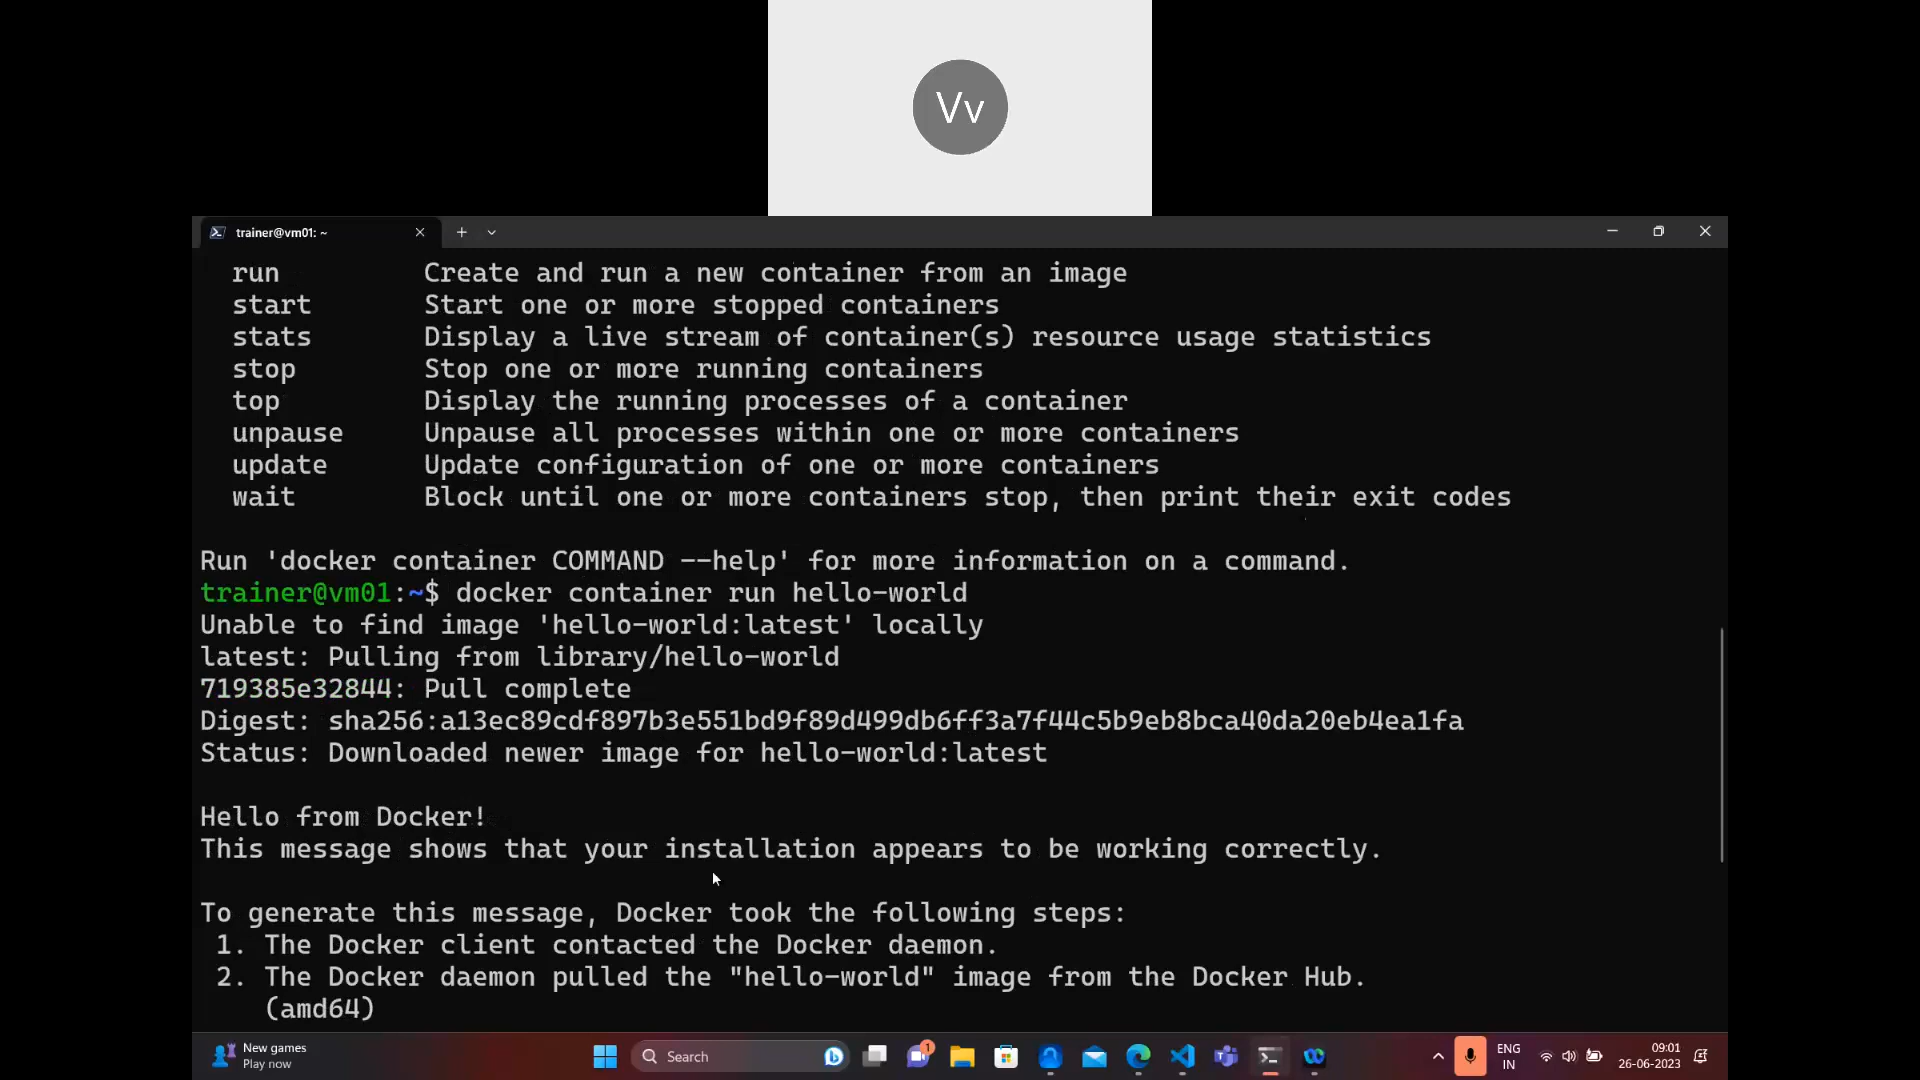 Vv
trainer@vm01: ~
run Create and run a new container from an image
start Start one or more stopped containers
stats Display a live stream of container(s) resource usage statistics
stop Stop one or more running containers
top Display the running processes of a container
unpause Unpause all processes within one or more containers
update Update configuration of one or more containers
wait Block until one or more containers stop, then print their exit codes
Run 'docker container COMMAND --help' for more information on a command.
trainer@vm01:~$ docker container run hello-world
Unable to find image 'hello-world:latest' locally
latest: Pulling from library/hello-world
719385e32844: Pull complete
Digest: sha256:a13ec89cdf897b3e551bd9f89d499db6ff3a7f44c5b9eb8bca40da20eb4ea1fa
Status: Downloaded newer image for hello-world:latest
Hello from Docker!
This message shows that your installation appears to be working correctly.
To generate this message, Docker took the following steps:
1. The Docker client contacted the Docker daemon.
2. The Docker daemon pulled the "hello-world" image from the Docker Hub.
(amd64)
New games
Play now
Search
1
ENG
IN
09:01
26-06-2023